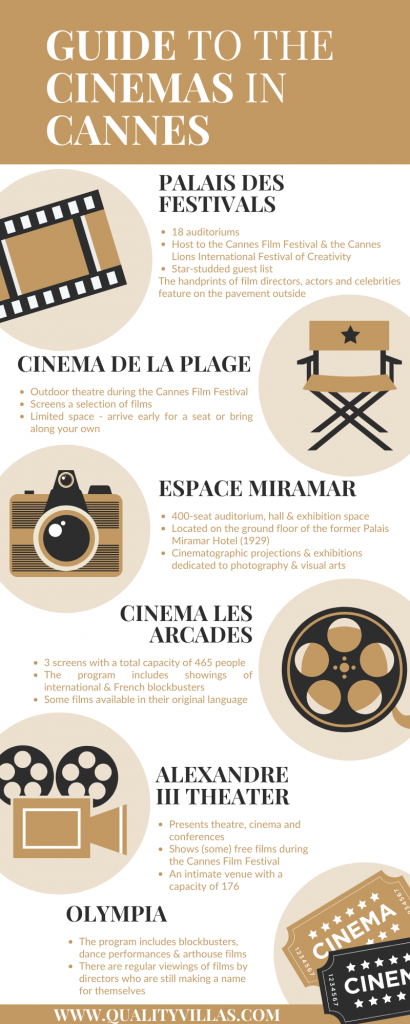 GUIDE TO THE
CINEMAS IN
CANNES
PALAIS DES
FESTIVALS
• 18 auditoriums
• Host to the Cannes Film Festival & the Cannes
Lions International Festival of Creativity
• Star-studded guest list
The handprints of film directors, actors and celebrities
feature on the pavement outside
CINEMA DE LA PLAGE
• Outdoor theatre during the Cannes Film Festival
• Screens a selection of films
• Limited space - arrive early for a seat or bring
along your own
ESPACE MIRAMAR
• 400-seat auditorium, hall & exhibition space
• Located on the ground floor of the former Palais
Miramar Hotel (1929)
• Cinematographic projections & exhibitions
dedicated to photography & visual arts
CINEMA LES
ARCADES
• 3 screens with a total capacity of 465 people
• The program includes showings of
international & French blockbusters
• Some films available in their original language
ALEXANDRE
III THEATER
• Presents theatre, cinema and
conferences
• Shows (some) free films during
the Cannes Film Festival
• An intimate venue with a
capacity of 176
OLYMPIA
• The program includes blockbusters,
dance performances & arthouse films
• There are regular viewings of films by
directors who are still making a name
for themselves
CINEMA
1234567
CINEM
1234567
WWW.QUALITYVILLAS.COM